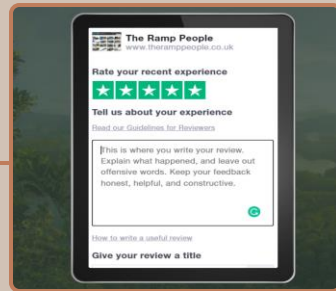 The Ramp People
www.theramppeople.co.uk
Rate your recent experience
Tell us about your experience
Read our Guidelines for Reviewers
This is where you write your review.
Explain what happened, and leave out
offensive words. Keep your feedback
honest, helpful, and constructive.
How to write a useful review
Give your review a title